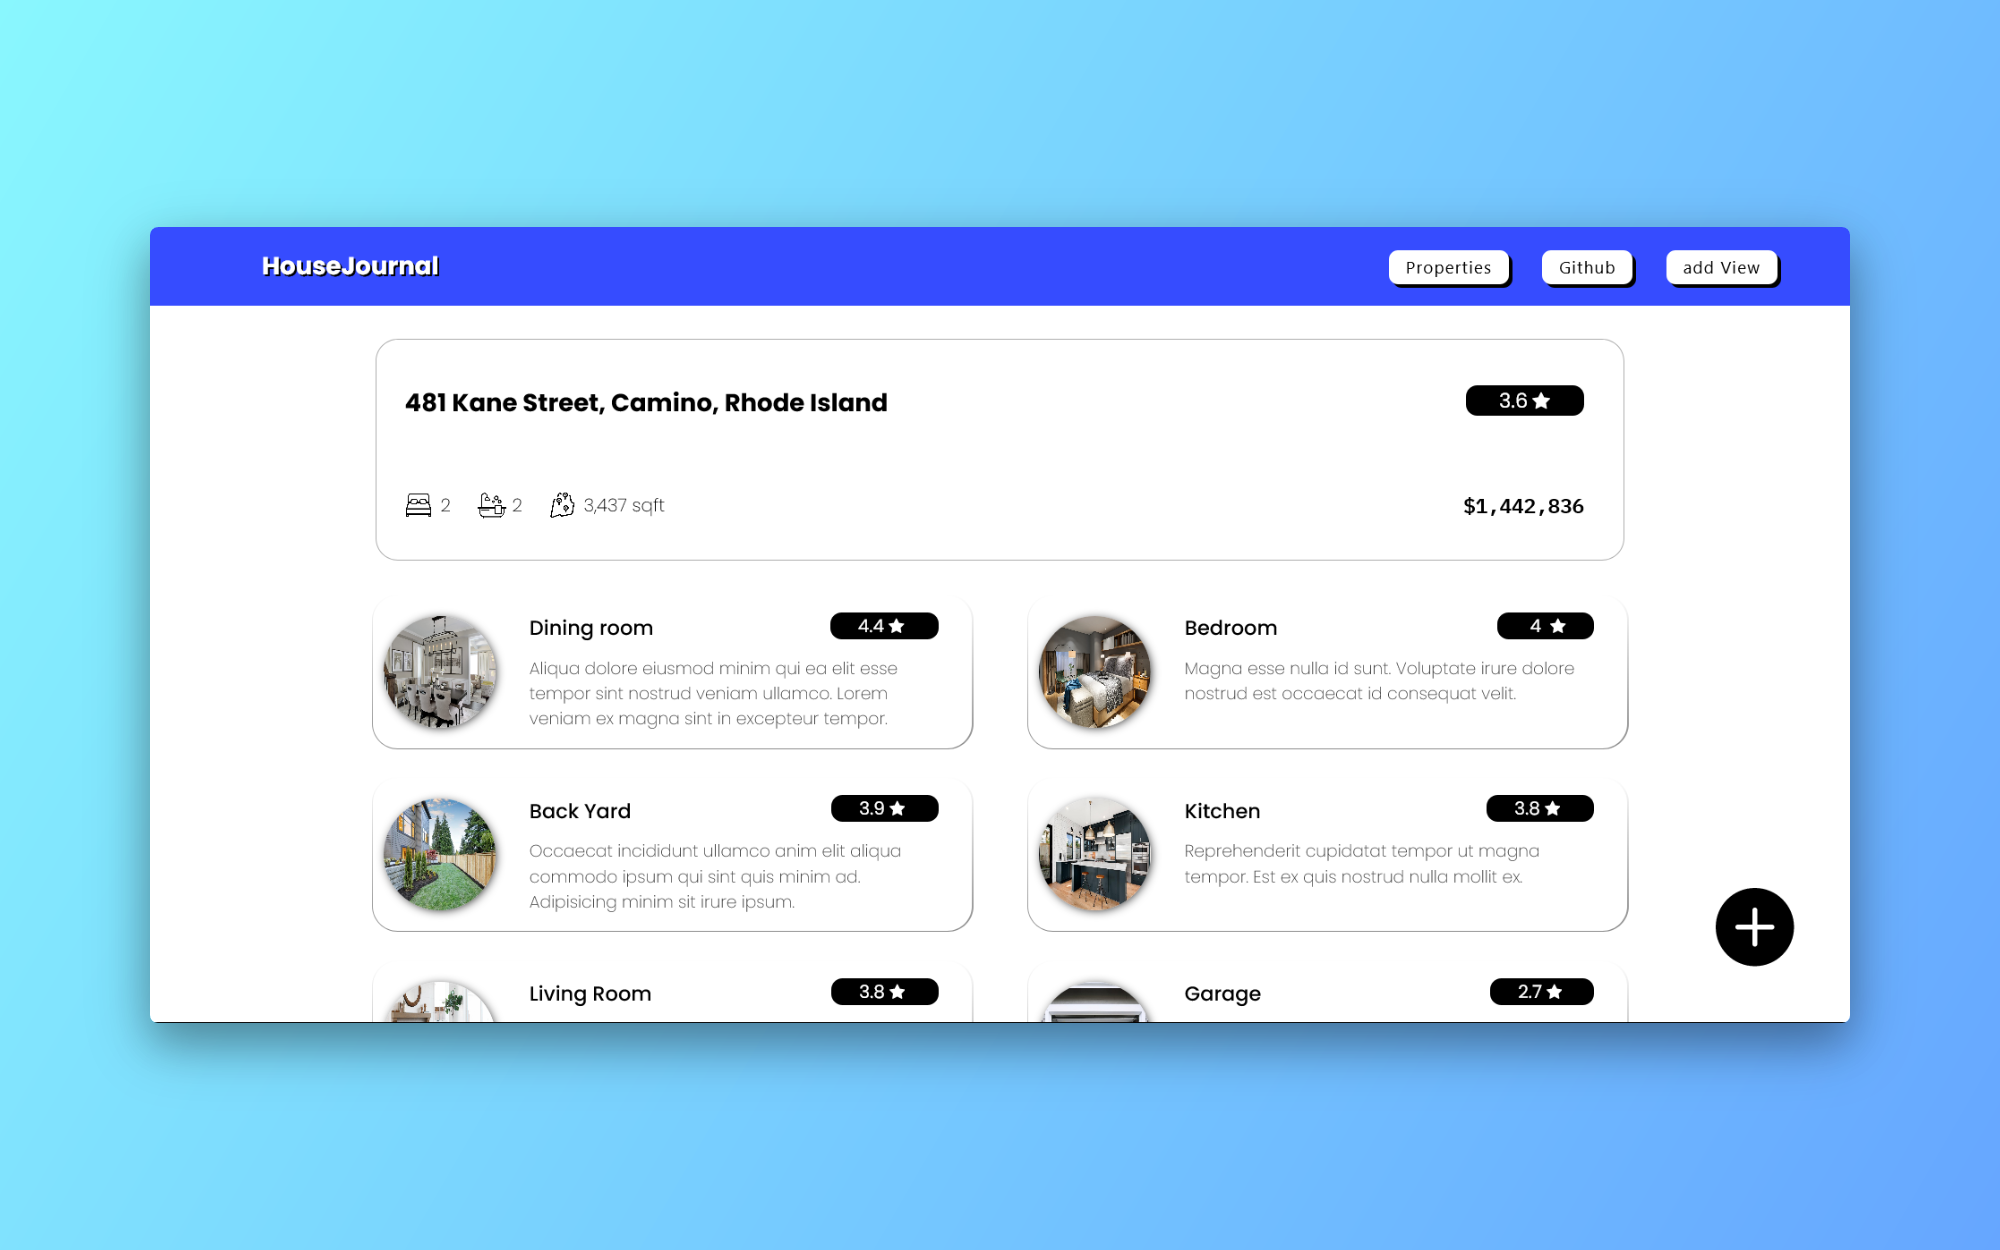 HouseJournal
Properties
Github
add View
481 Kane Street, Camino, Rhode Island
3.6
2
2
3,437 sqft
$1,442,836
Dining room
4.4
Aliqua dolore eiusmod minim qui ea elit esse
tempor sint nostrud veniam ullamco. Lorem
veniam ex magna sint in excepteur tempor.
Bedroom
4
Magna esse nulla id sunt. Voluptate irure dolore
nostrud est occaecat id consequat velit.
Back Yard
3.9
Occaecat incididunt ullamco anim elit aliqua
commodo ipsum qui sint quis minim ad.
Adipisicing minim sit irure ipsum.
Kitchen
3.8
Reprehenderit cupidatat tempor ut magna
tempor. Est ex quis nostrud nulla mollit ex.
Living Room
3.8
Garage
2.7